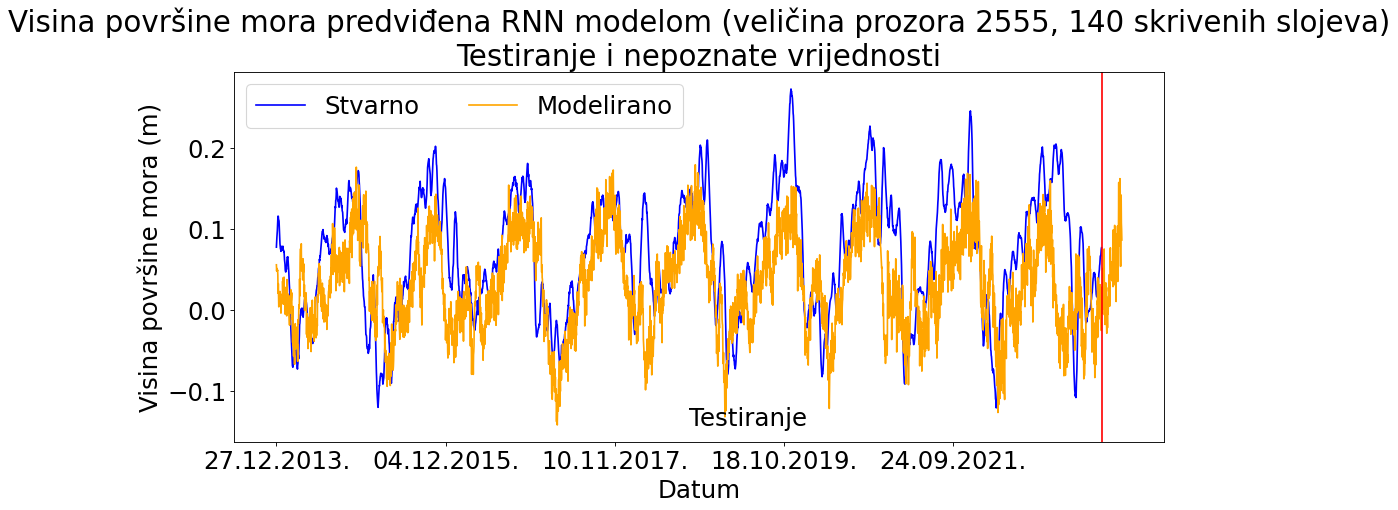 Visina površine mora predviđena RNN modelom (veličina prozora 2555, 140 skrivenih slojeva)
Testiranje i nepoznate vrijednosti
Stvarno
Modelirano
Visina površine mora (m)
0.2
0.1
0.0
−0.1
Testiranje
27.12.2013.
04.12.2015.
10.11.2017.
18.10.2019.
24.09.2021.
Datum